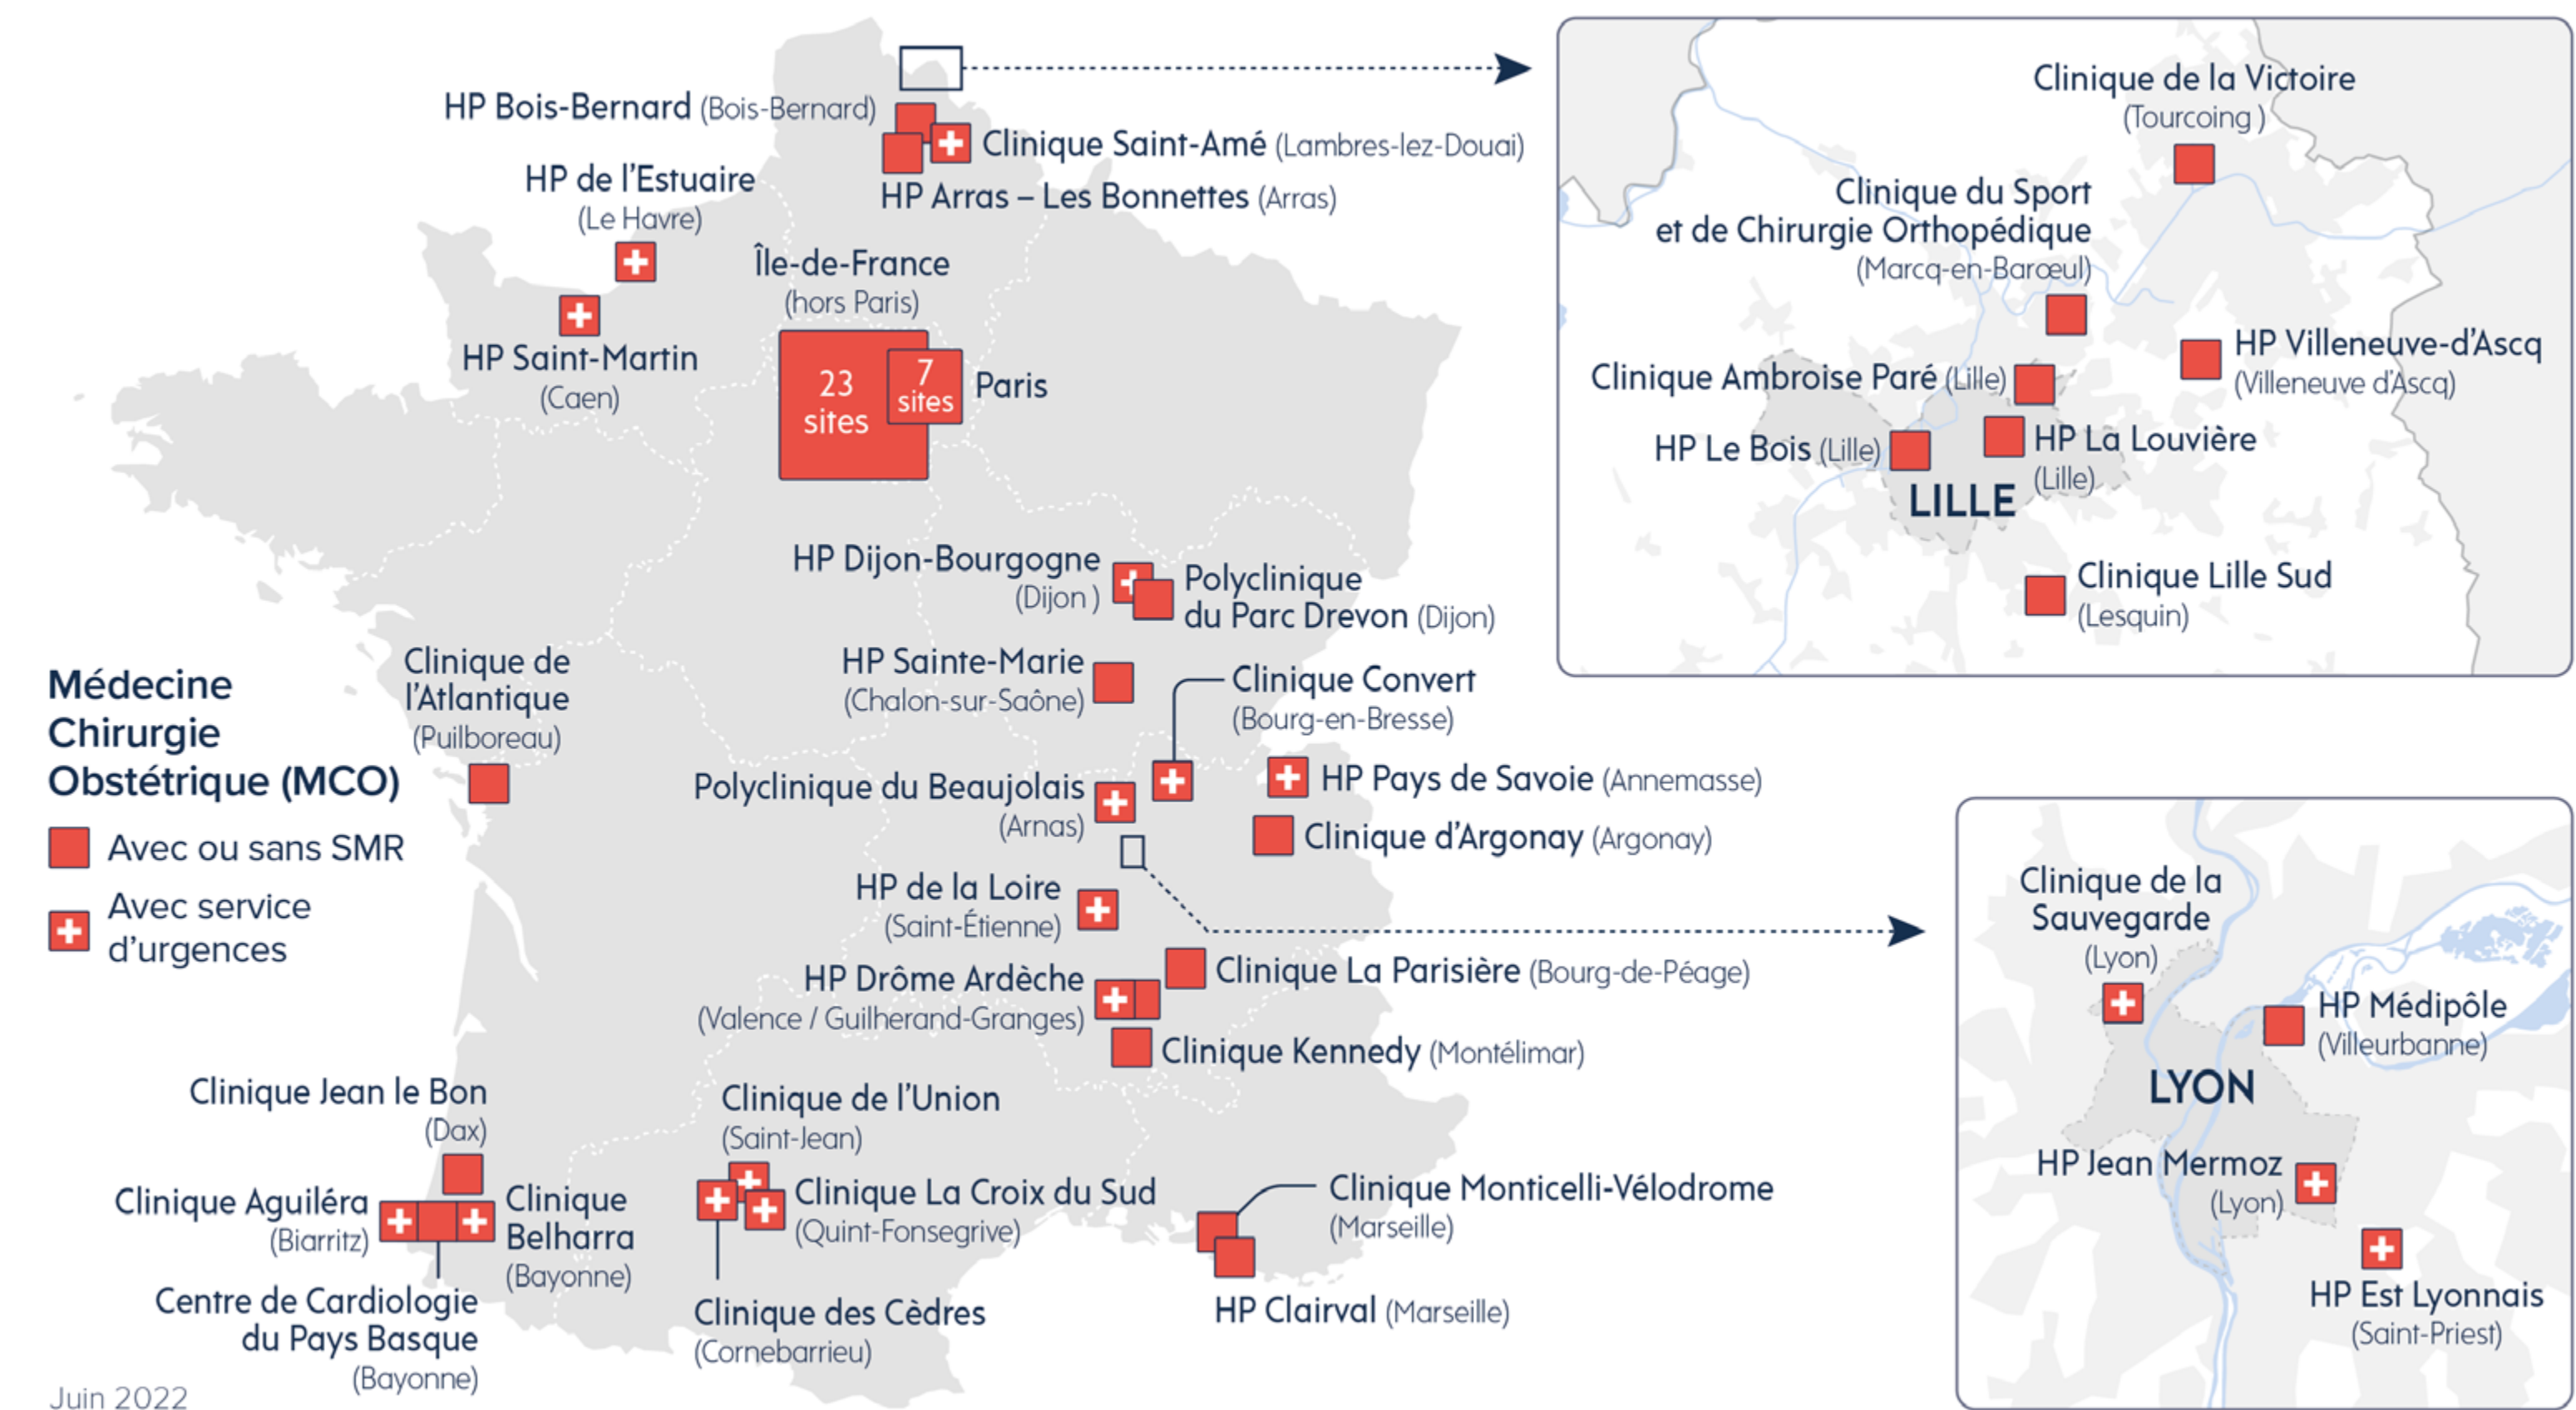 HP Bois-Bernard (Bois-Bernard)
Clinique Saint-Amé (Lambres-lez-Douai)
HP Arras – Les Bonnettes (Arras)
HP de l'Estuaire
(Le Havre)
HP Saint-Martin
(Caen)
Île-de-France
(hors Paris)
23
sites
7
sites
Paris
HP Dijon-Bourgogne
(Dijon )
Polyclinique
du Parc Drevon (Dijon)
HP Sainte-Marie
(Chalon-sur-Saône)
Clinique Convert
(Bourg-en-Bresse)
Clinique de
l'Atlantique
(Puilboreau)
Polyclinique du Beaujolais
(Arnas)
HP Pays de Savoie (Annemasse)
Clinique d'Argonay (Argonay)
HP de la Loire
(Saint-Étienne)
Clinique La Parisière (Bourg-de-Péage)
HP Drôme Ardèche
(Valence / Guilherand-Granges)
Clinique Kennedy (Montélimar)
Clinique Jean le Bon
(Dax)
Clinique Aguiléra
(Biarritz)
Clinique
Belharra
(Bayonne)
Centre de Cardiologie
du Pays Basque
(Bayonne)
Clinique de l'Union
(Saint-Jean)
Clinique La Croix du Sud
(Quint-Fonsegrive)
Clinique des Cèdres
(Cornebarrieu)
Clinique Monticelli-Vélodrome
(Marseille)
HP Clairval (Marseille)
Médecine
Chirurgie
Obstétrique (MCO)
Avec ou sans SMR
Avec service
d'urgences
Juin 2022
Clinique de la Victoire
(Tourcoing )
Clinique du Sport
et de Chirurgie Orthopédique
(Marcq-en-Barœul)
HP Villeneuve-d'Ascq
(Villeneuve d'Ascq)
Clinique Ambroise Paré (Lille)
HP Le Bois (Lille)
HP La Louvière
(Lille)
LILLE
Clinique Lille Sud
(Lesquin)
Clinique de la
Sauvegarde
(Lyon)
HP Médipôle
(Villeurbanne)
LYON
HP Jean Mermoz
(Lyon)
HP Est Lyonnais
(Saint-Priest)